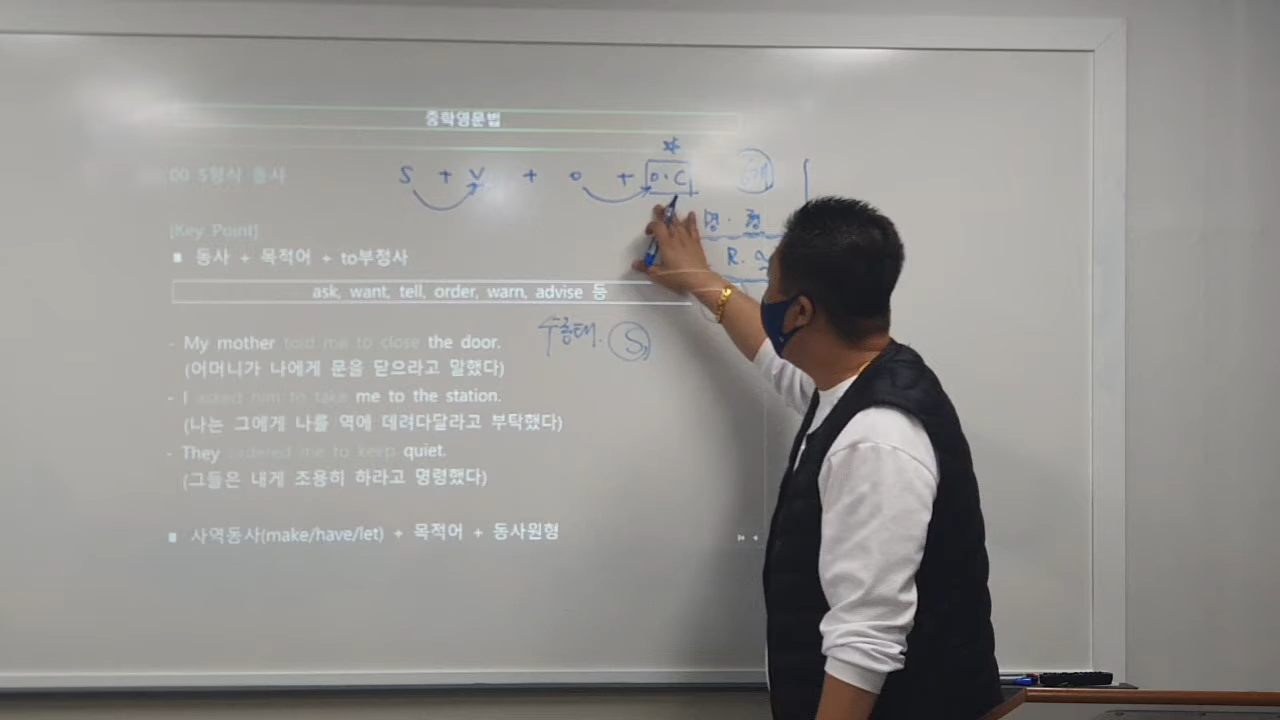 중학영문법
☆
00 5형식 동사
S + V + O + O.C 6개
명. 형
[Key Point]
■ 동사 + 목적어 + to부정사
R.
ask, want, tell, order, warn, advise 등
수동태. S
- My mother told me to close the door.
(어머니가 나에게 문을 닫으라고 말했다)
- I asked him to take me to the station.
(나는 그에게 나를 역에 데려다달라고 부탁했다)
- They ordered me to keep quiet.
(그들은 내게 조용히 하라고 명령했다)
■ 사역동사(make/have/let) + 목적어 + 동사원형